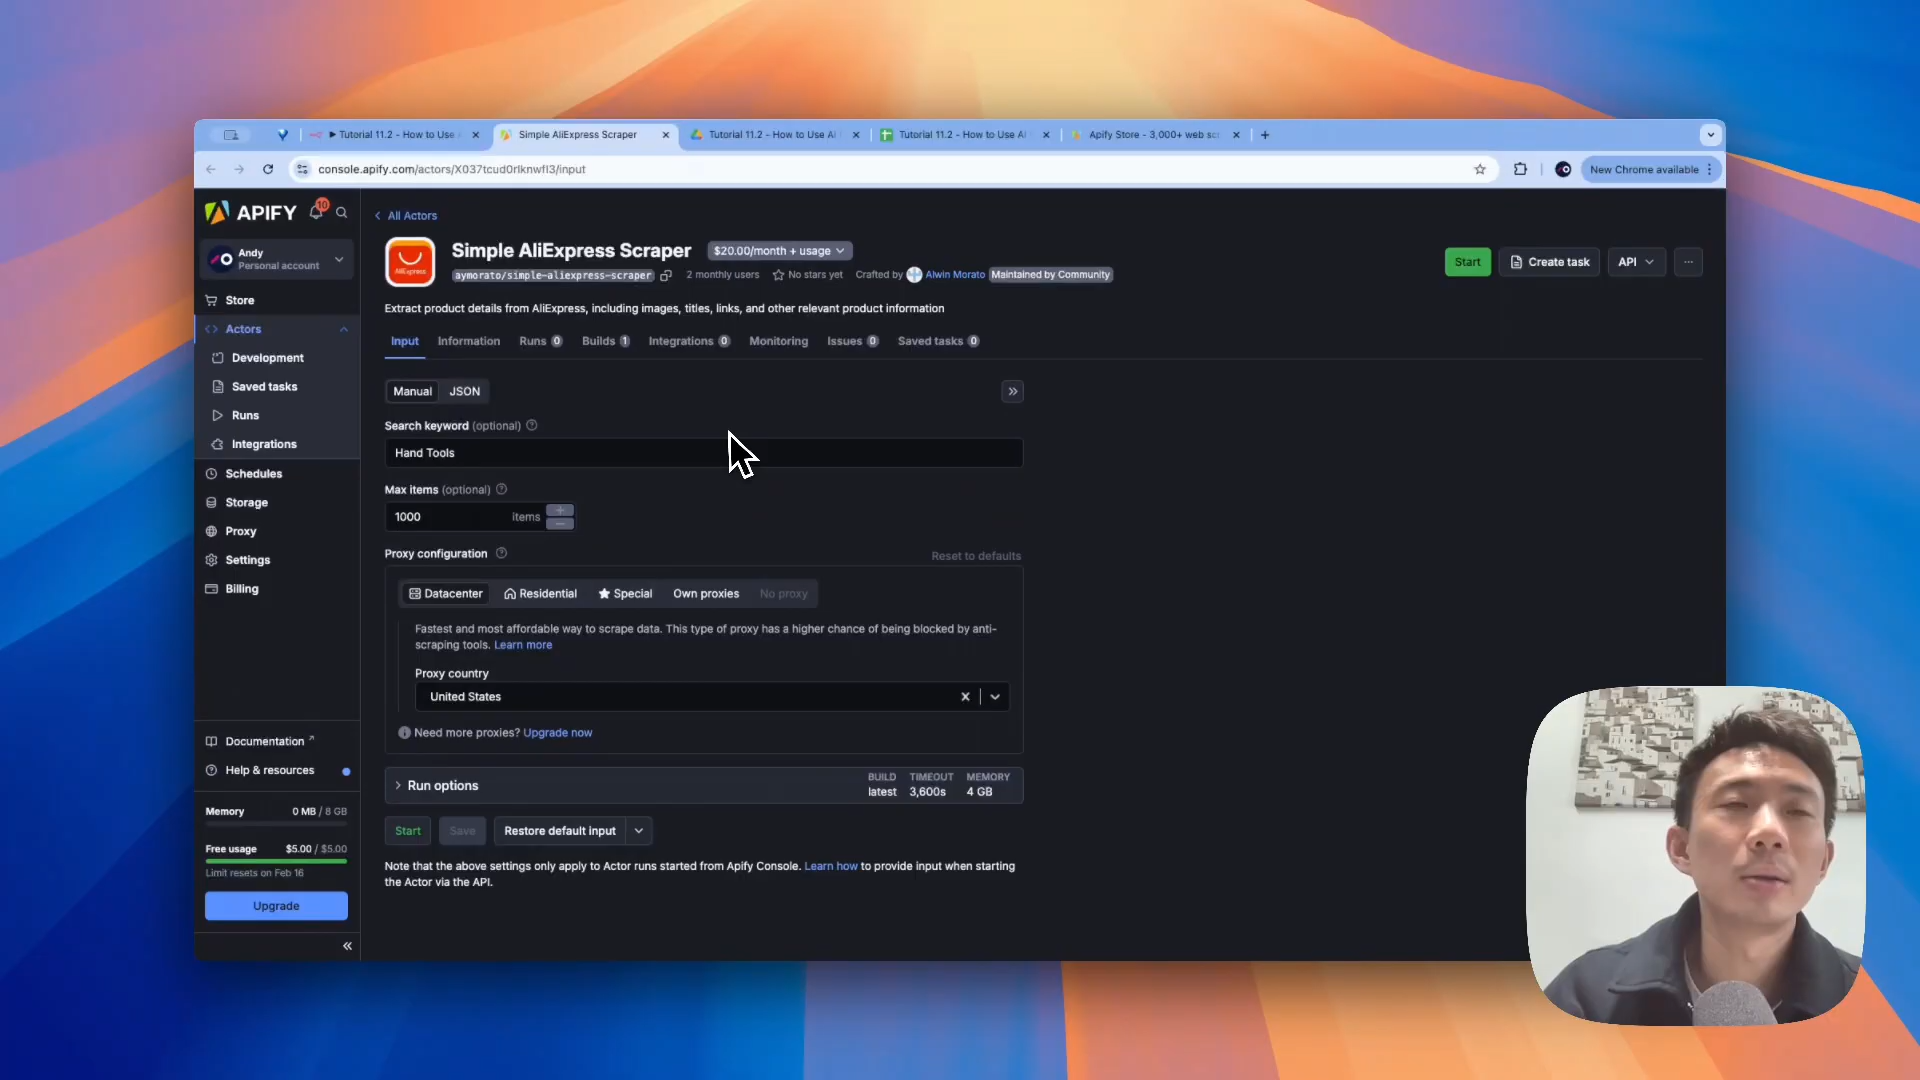 Tutorial 11.2 - How to Use
Simple AliExpress Scraper
Tutorial 11.2 - How to Use AI
Tutorial 11.2 - How to Use AI
Apify Store - 3,000+ web sc
console.apify.com/actors/X037tcud0rlknwfl3/input
New Chrome available
APIFY
10
Andy
Personal account
Store
Actors
Development
Saved tasks
Runs
Integrations
Schedules
Storage
Proxy
Settings
Billing
Documentation
Help & resources
Memory 0 MB / 8 GB
Free usage $5.00 / $5.00
Limit resets on Feb 16
Upgrade
All Actors
AliExpress
Simple AliExpress Scraper $20.00/month + usage
aymorato/simple-aliexpress-scraper 2 monthly users No stars yet Crafted by Alwin Morato Maintained by Community
Start Create task API
Extract product details from AliExpress, including images, titles, links, and other relevant product information
Input Information Runs 0 Builds 1 Integrations 0 Monitoring Issues 0 Saved tasks 0
Manual JSON
Search keyword (optional)
Hand Tools
Max items (optional)
1000 items
Proxy configuration Reset to defaults
Datacenter Residential Special Own proxies No proxy
Fastest and most affordable way to scrape data. This type of proxy has a higher chance of being blocked by anti-
scraping tools. Learn more
Proxy country
United States
Need more proxies? Upgrade now
Run options BUILD TIMEOUT MEMORY
latest 3,600s 4 GB
Start Save Restore default input
Note that the above settings only apply to Actor runs started from Apify Console. Learn how to provide input when starting
the Actor via the API.